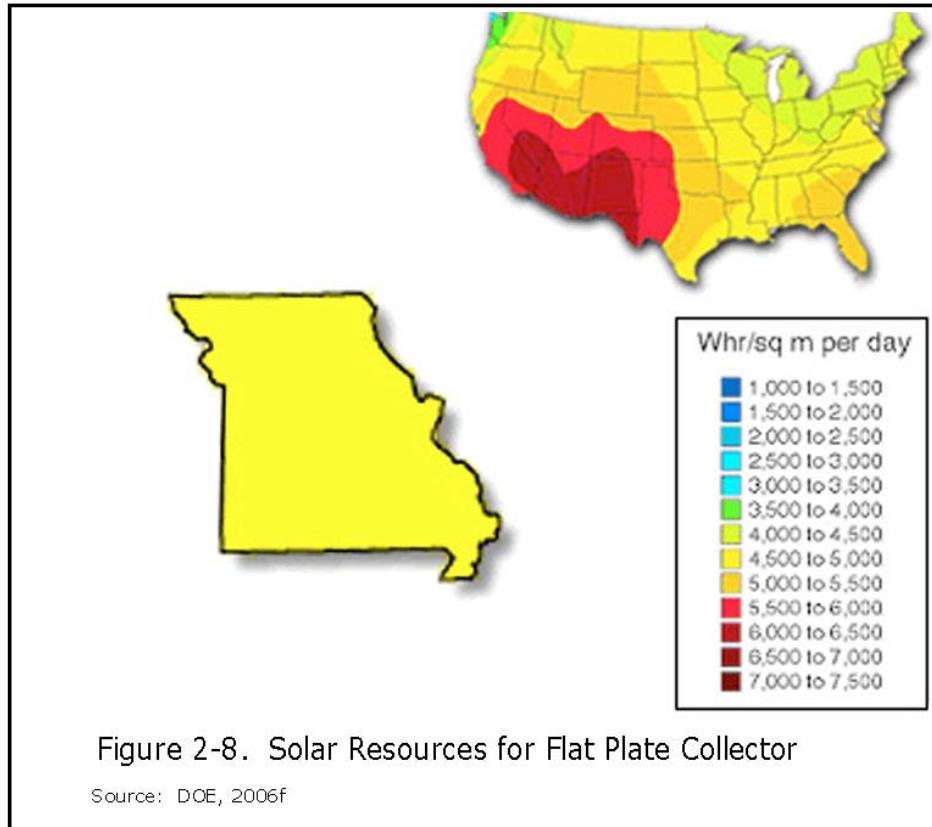 Whr/sq m per day
1,000 to 1,500
1,500 to 2,000
2,000 to 2,500
2,500 to 3,000
3,000 to 3,500
3,500 to 4,000
4,000 to 4,500
4,500 to 5,000
5,000 to 5,500
5,500 to 6,000
6,000 to 6,500
6,500 to 7,000
7,000 to 7,500
Figure 2-8. Solar Resources for Flat Plate Collector
Source: DOE, 2006f